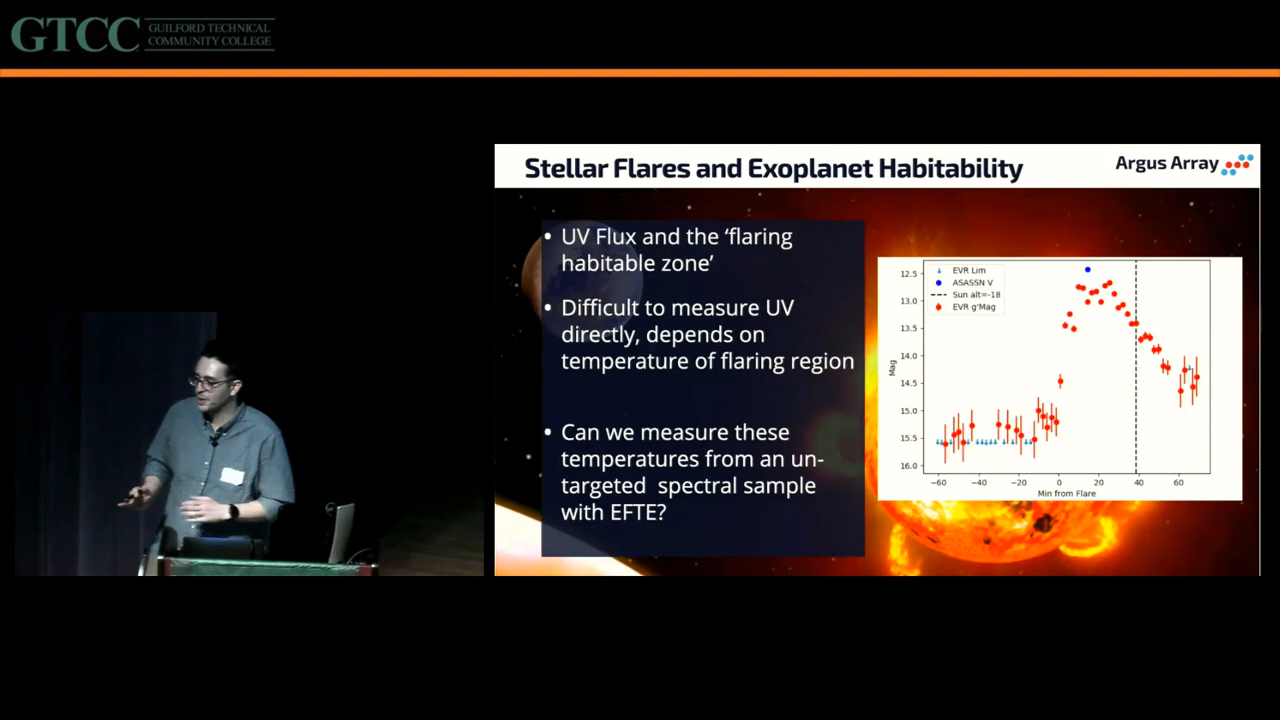 GTCC
GUILFORD TECHNICAL
COMMUNITY COLLEGE
Stellar Flares and Exoplanet Habitability
Argus Array
• UV Flux and the ‘flaring
habitable zone’
• Difficult to measure UV
directly, depends on
temperature of flaring region
• Can we measure these
temperatures from an un-
targeted spectral sample
with EFTE?
EVR Lim
ASASSN V
Sun alt=-18
EVR g'Mag
Mag
12.5
13.0
13.5
14.0
14.5
15.0
15.5
16.0
−60 −40 −20 0 20 40 60
Min from Flare